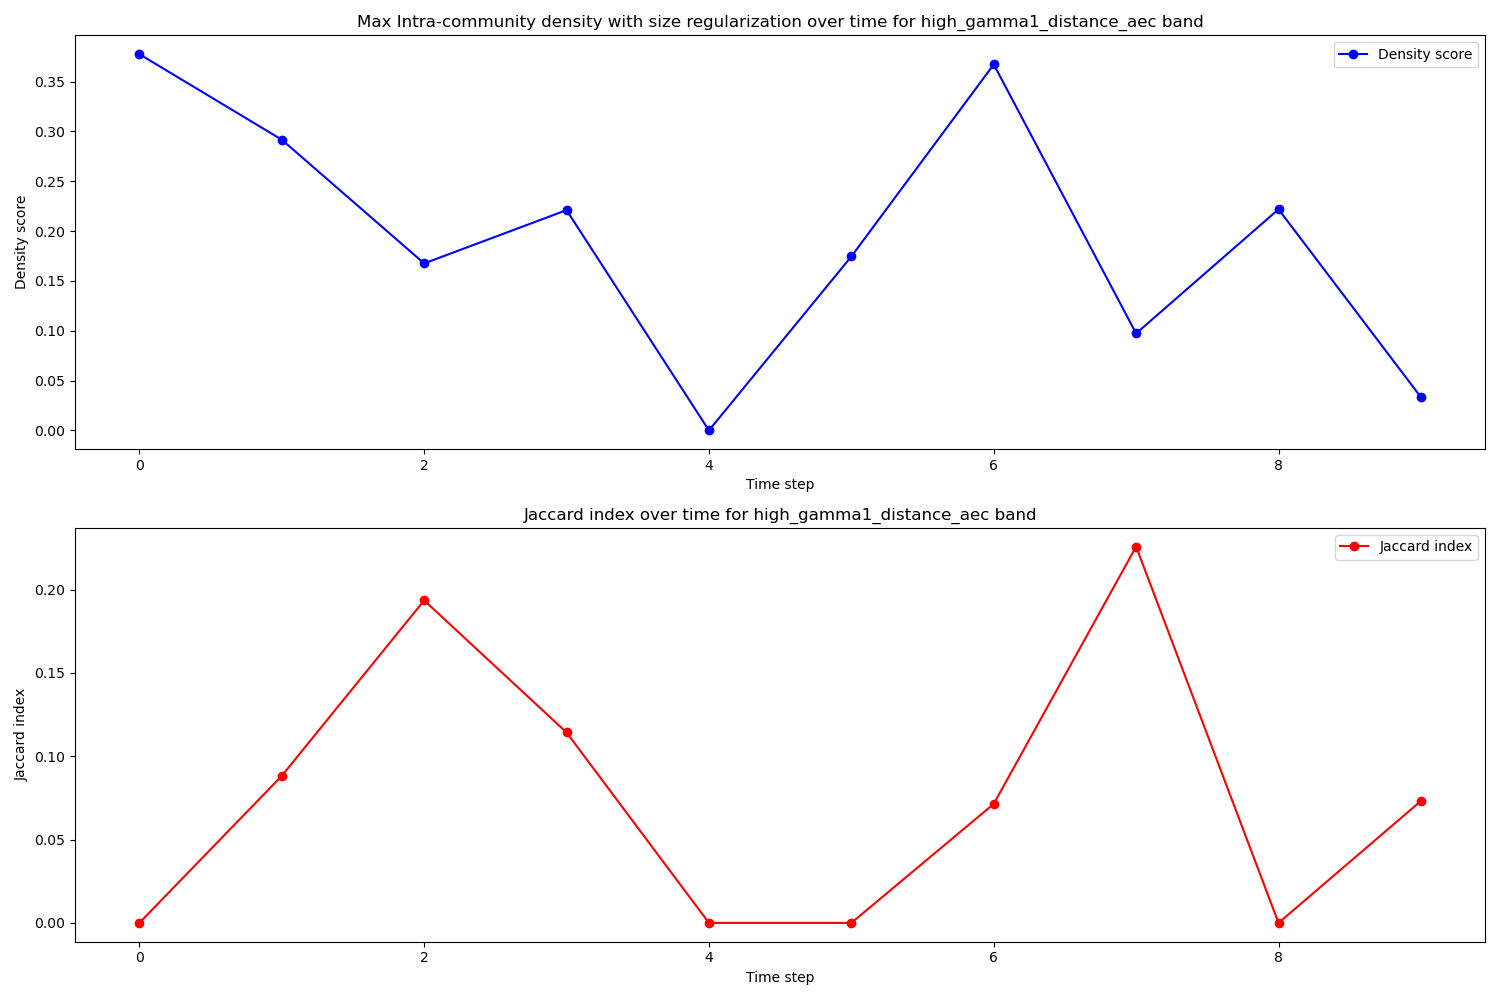 Max Intra-community density with size regularization over time for high_gamma1_distance_aec band
Density score
0.35
0.30
0.25
0.20
0.15
0.10
0.05
0.00
Density score
0 2 4 6 8
Time step
Jaccard index over time for high_gamma1_distance_aec band
Jaccard index
0.20
0.15
0.10
0.05
0.00
Jaccard index
0 2 4 6 8
Time step